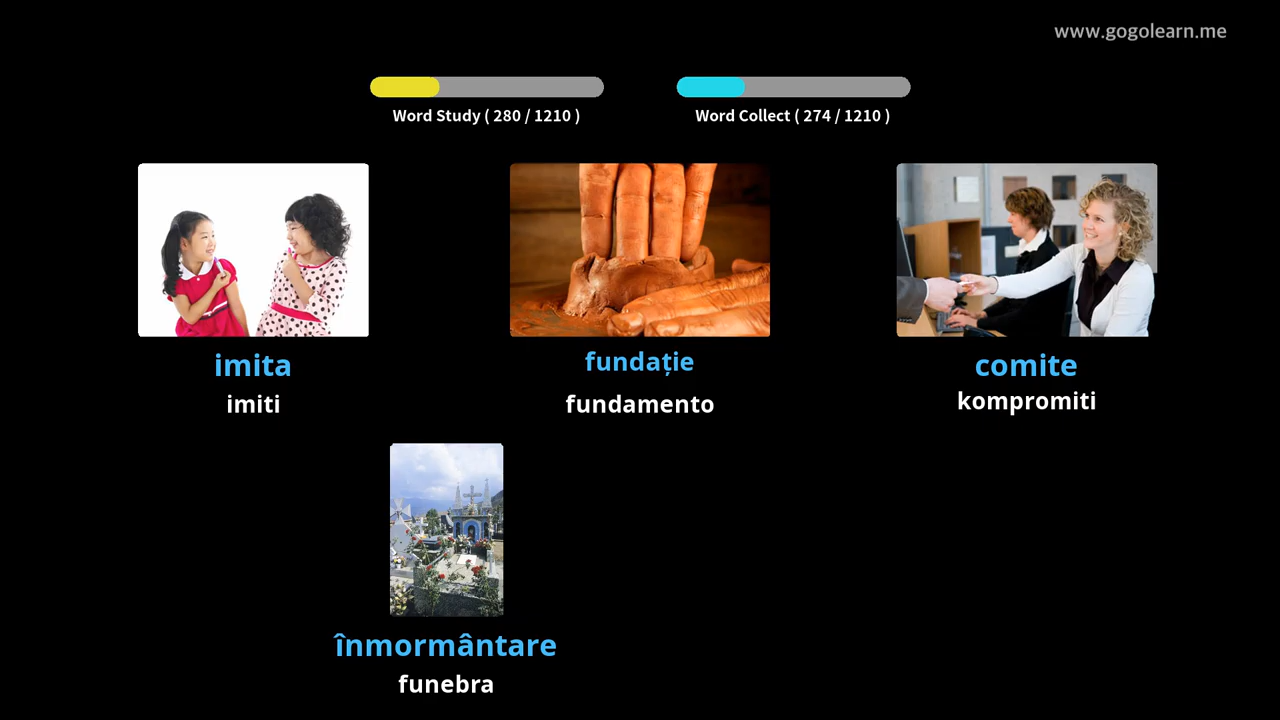 www.gogolearn.me
Word Study ( 280 / 1210 )
Word Collect ( 274 / 1210 )
imita
imiti
fundație
fundamento
comite
kompromiti
înmormântare
funebra